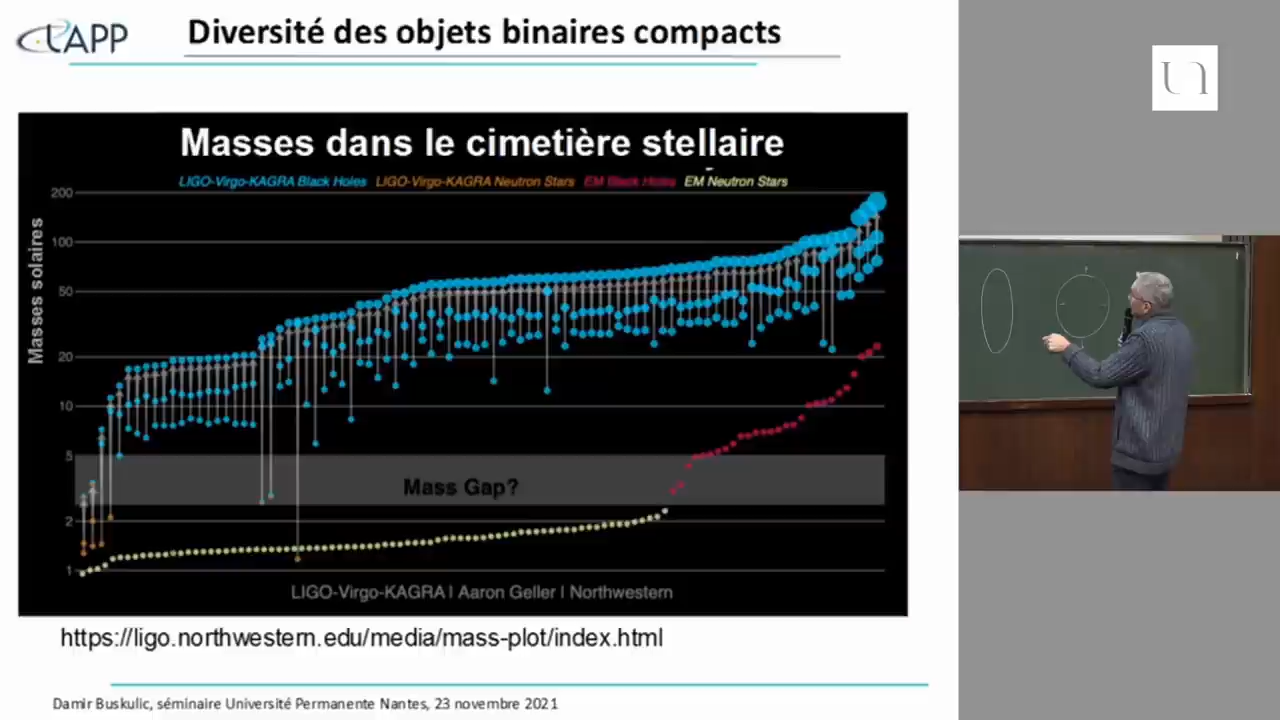 LAPP
Diversité des objets binaires compacts
Masses dans le cimetière stellaire
LIGO-Virgo-KAGRA Black Holes LIGO-Virgo-KAGRA Neutron Stars EM Black Holes EM Neutron Stars
Masses solaires
200
100
50
20
10
5
2
1
Mass Gap?
LIGO-Virgo-KAGRA | Aaron Geller | Northwestern
https://ligo.northwestern.edu/media/mass-plot/index.html
Damir Buskulic, séminaire Université Permanente Nantes, 23 novembre 2021